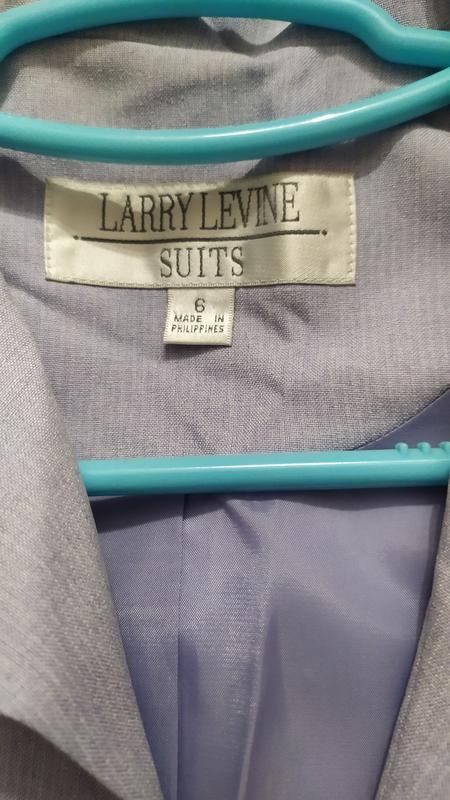 LARRY LEVINE
SUITS
6
MADE IN
PHILIPPINES